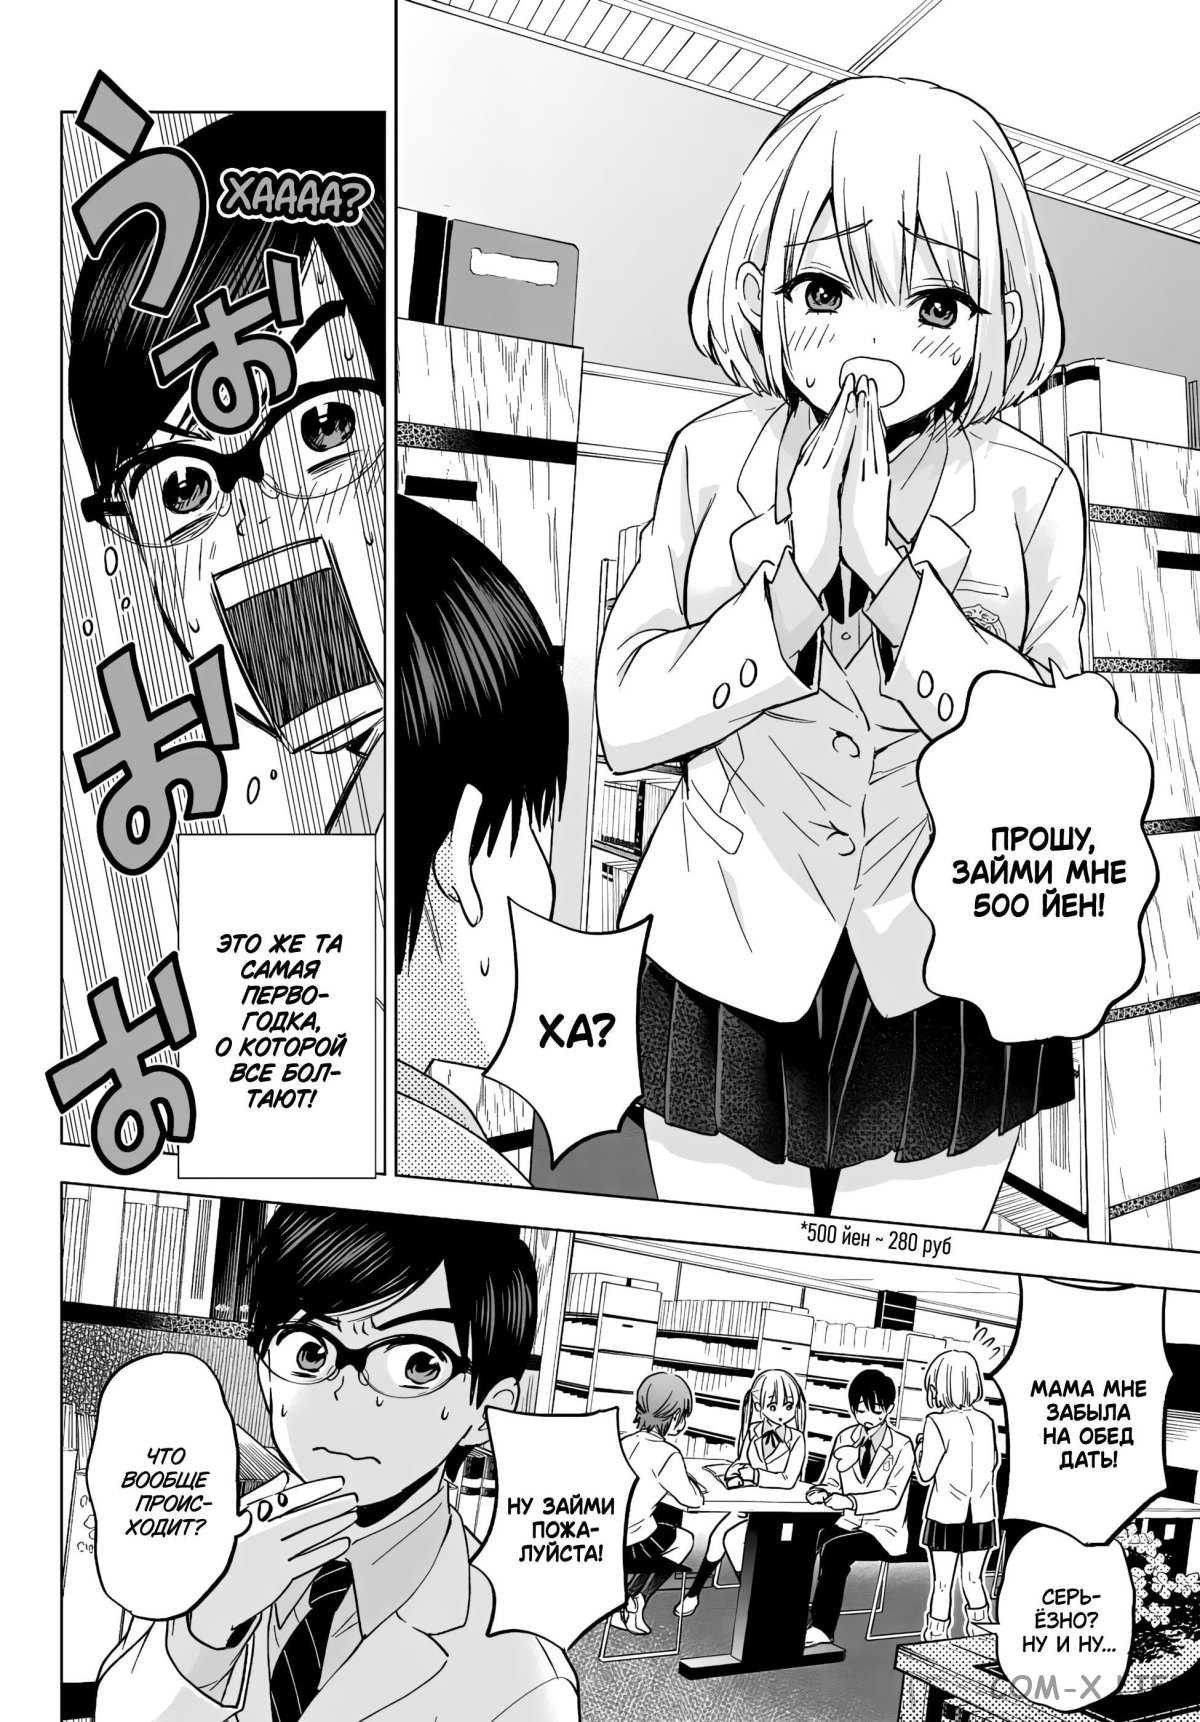 ПРОШУ,
ЗАЙМИ МНЕ
500 ЙЕН!
ХА?
*500 йен ~ 280 руб
ХАААА?
うおおお
ЭТО ЖЕ ТА
САМАЯ
ПЕРВО-
ГОДКА,
О КОТОРОЙ
ВСЕ БОЛ-
ТАЮТ!
МАМА МНЕ
ЗАБЫЛА
НА ОБЕД
ДАТЬ!
СЕРЬ-
ЁЗНО?
НУ И НУ...
НУ ЗАЙМИ
ПОЖА-
ЛУЙСТА!
ЧТО
ВООБЩЕ
ПРОИС-
ХОДИТ?
COM-X.LIFE